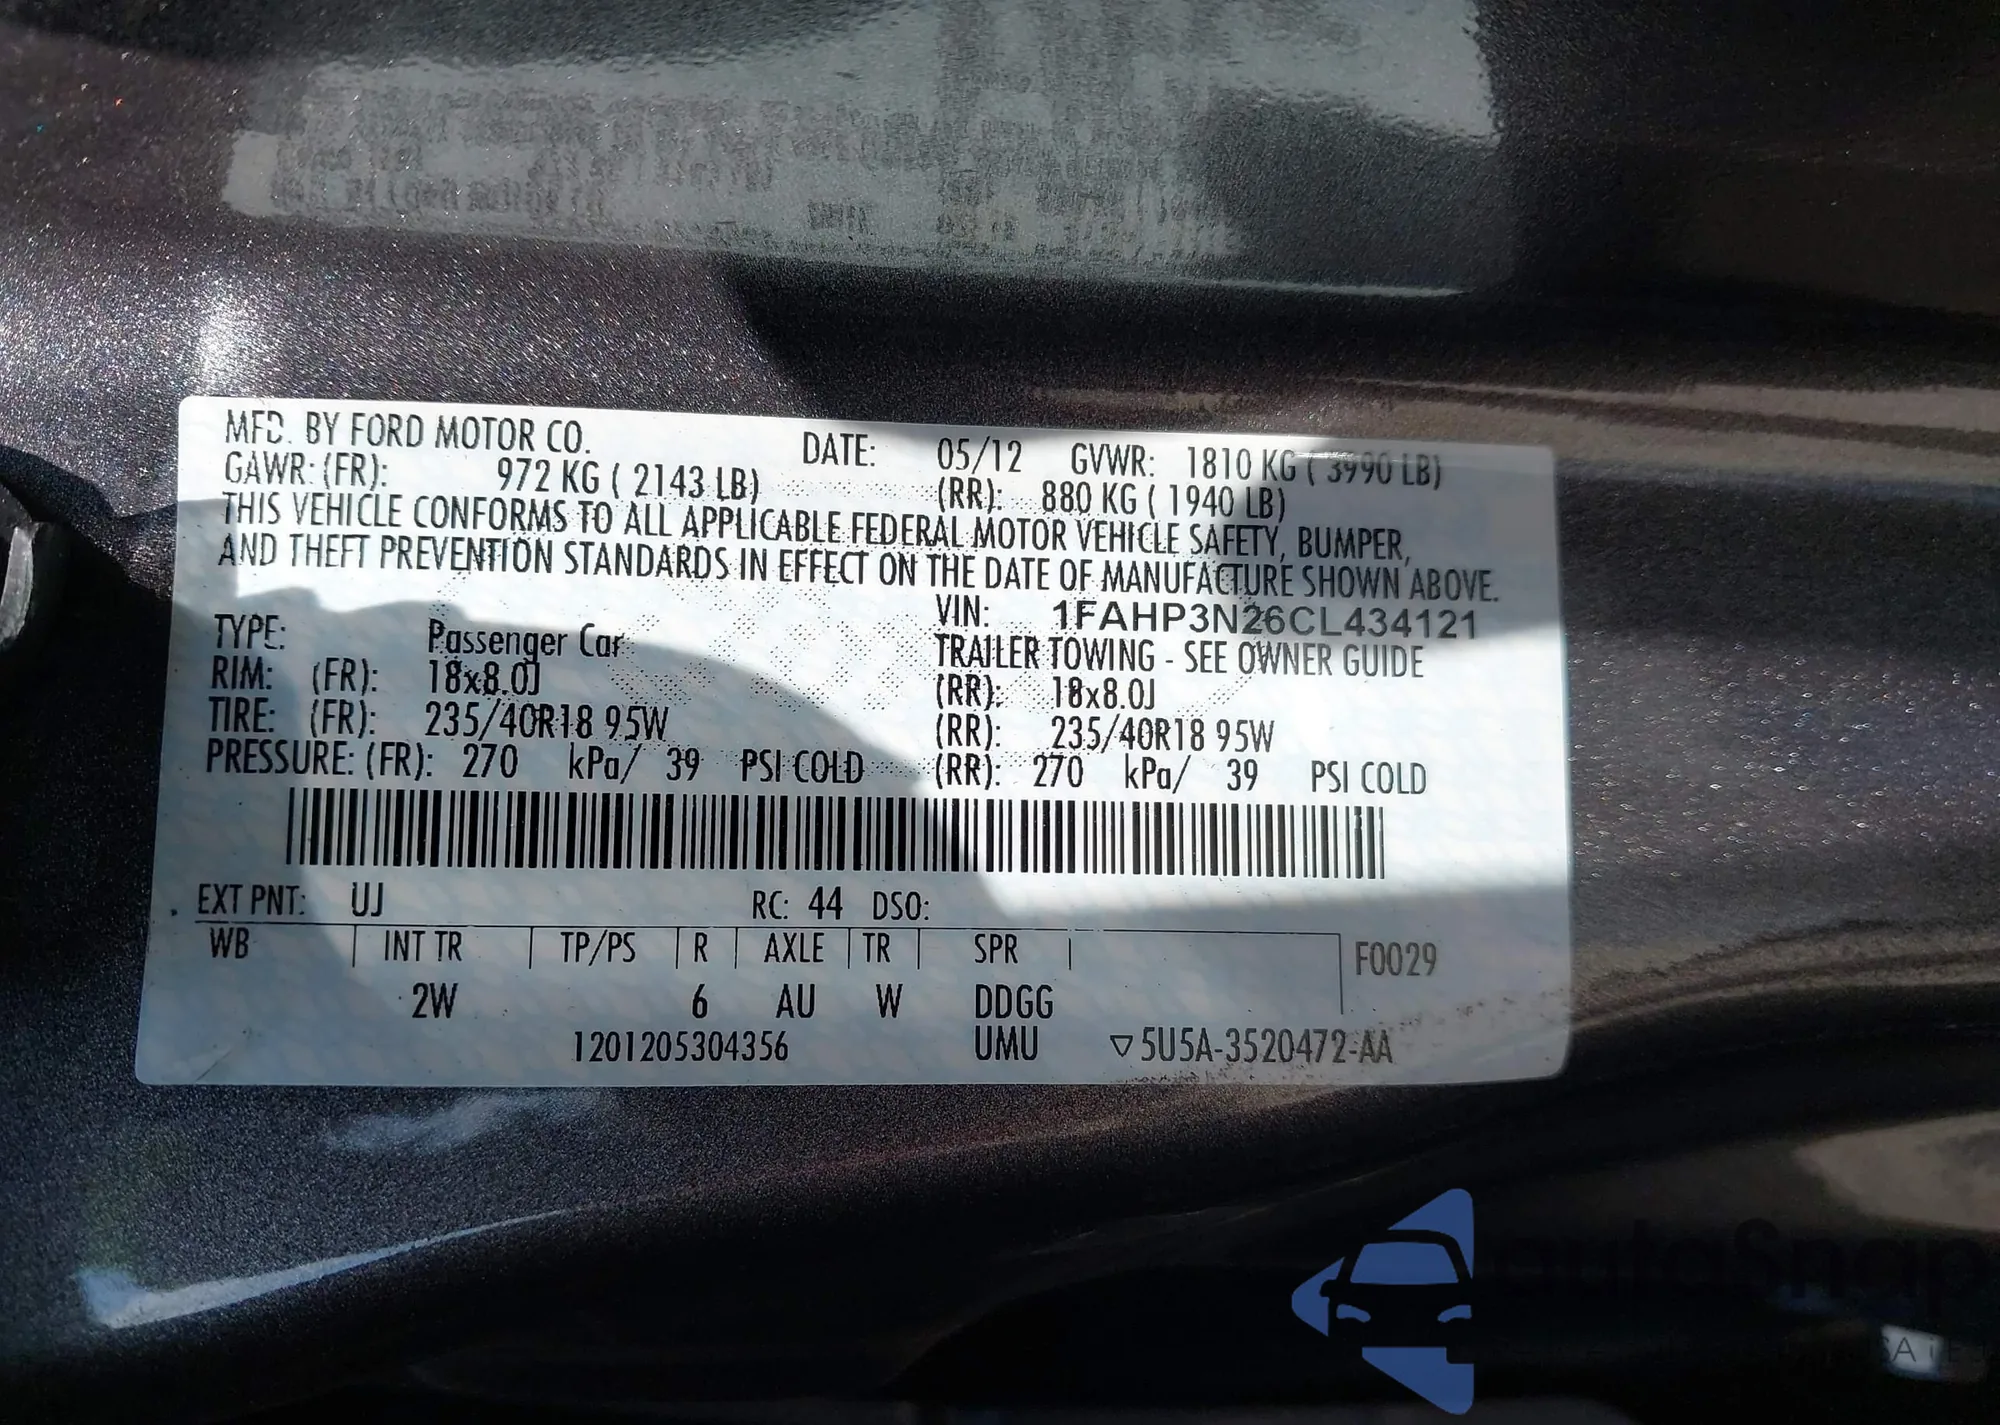 MFD. BY FORD MOTOR CO. DATE: 05/12 GVWR: 1810 KG ( 3990 LB)
GAWR: (FR): 972 KG ( 2143 LB) (RR): 880 KG ( 1940 LB)
THIS VEHICLE CONFORMS TO ALL APPLICABLE FEDERAL MOTOR VEHICLE SAFETY, BUMPER,
AND THEFT PREVENTION STANDARDS IN EFFECT ON THE DATE OF MANUFACTURE SHOWN ABOVE.
VIN: 1FAHP3N26CL434121
TYPE: Passenger Car TRAILER TOWING - SEE OWNER GUIDE
RIM: (FR): 18x8.0J (RR): 18x8.0J
TIRE: (FR): 235/40R18 95W (RR): 235/40R18 95W
PRESSURE: (FR): 270 kPa/ 39 PSI COLD (RR): 270 kPa/ 39 PSI COLD
EXT PNT: UJ RC: 44 DSO:
WB INT TR TP/PS R AXLE TR SPR F0029
2W 6 AU W DDGG
1201205304356 UMU ▽5U5A-3520472-AA
autoSnap